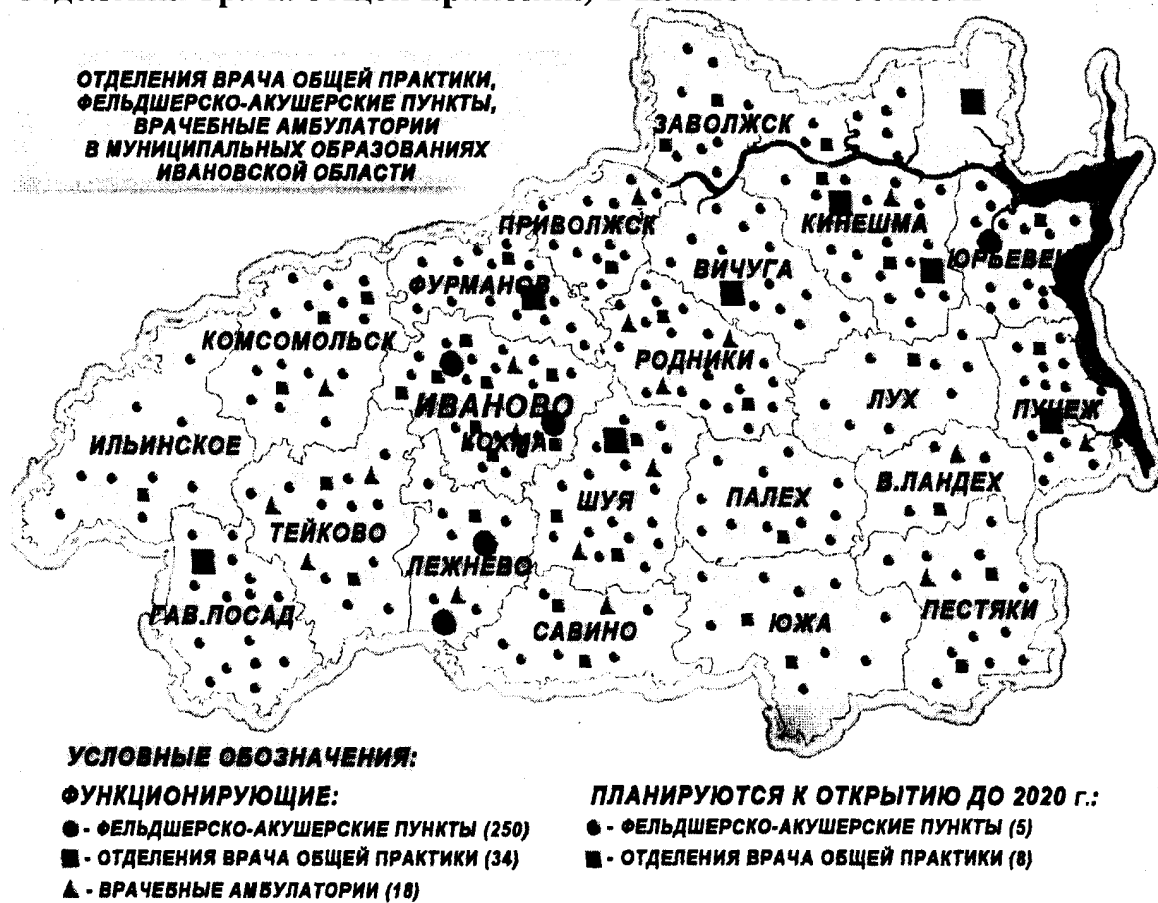 ОТДЕЛЕНИЯ ВРАЧА ОБЩЕЙ ПРАКТИКИ,
ФЕЛЬДШЕРСКО-АКУШЕРСКИЕ ПУНКТЫ,
ВРАЧЕБНЫЕ АМБУЛАТОРИИ
В МУНИЦИПАЛЬНЫХ ОБРАЗОВАНИЯХ
ИВАНОВСКОЙ ОБЛАСТИ
ЗАВОЛЖСК
ПРИВОЛЖСК
КИНЕШМА
ВИЧУГА
ЮРЬЕВЕЦ
ФУРМАНОВ
КОМСОМОЛЬСК
РОДНИКИ
ИВАНОВО
ЛУХ
ПУЧЕЖ
ИЛЬИНСКОЕ
КОХМА
ШУЯ
ПАЛЕХ
В.ЛАНДЕХ
ТЕЙКОВО
ЛЕЖНЕВО
ГАВ.ПОСАД
САВИНО
ЮЖА
ПЕСТЯКИ
УСЛОВНЫЕ ОБОЗНАЧЕНИЯ:
ФУНКЦИОНИРУЮЩИЕ:
- ФЕЛЬДШЕРСКО-АКУШЕРСКИЕ ПУНКТЫ (250)
- ОТДЕЛЕНИЯ ВРАЧА ОБЩЕЙ ПРАКТИКИ (34)
- ВРАЧЕБНЫЕ АМБУЛАТОРИИ (18)
ПЛАНИРУЮТСЯ К ОТКРЫТИЮ ДО 2020 г.:
- ФЕЛЬДШЕРСКО-АКУШЕРСКИЕ ПУНКТЫ (5)
- ОТДЕЛЕНИЯ ВРАЧА ОБЩЕЙ ПРАКТИКИ (8)